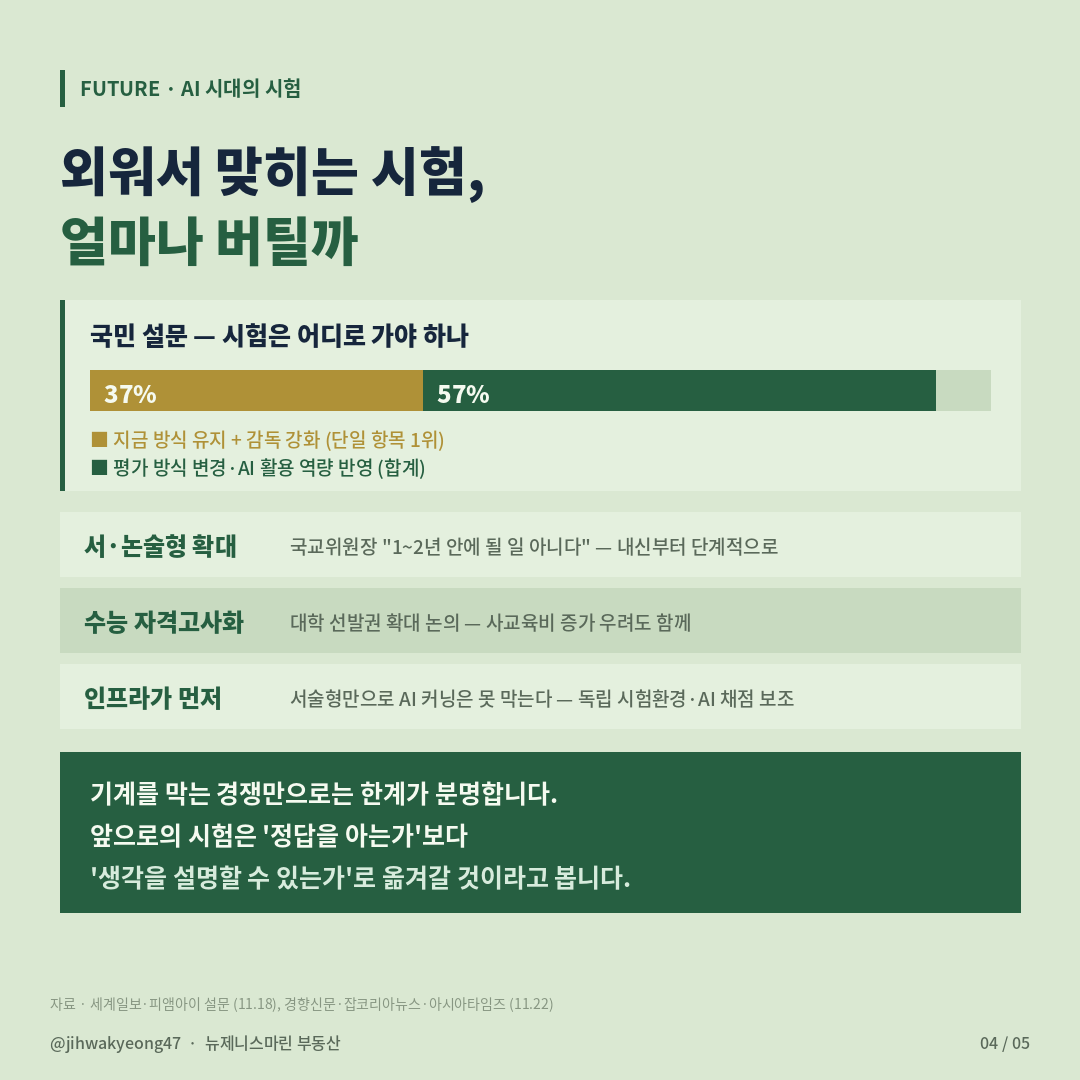 FUTURE · AI 시대의 시험
외워서 맞히는 시험,
얼마나 버틸까
국민 설문 — 시험은 어디로 가야 하나
37% 57%
■ 지금 방식 유지 + 감독 강화 (단일 항목 1위)
■ 평가 방식 변경·AI 활용 역량 반영 (합계)
서·논술형 확대 국교위원장 "1~2년 안에 될 일 아니다" — 내신부터 단계적으로
수능 자격고사화 대학 선발권 확대 논의 — 사교육비 증가 우려도 함께
인프라가 먼저 서술형만으로 AI 커닝은 못 막는다 — 독립 시험환경·AI 채점 보조
기계를 막는 경쟁만으로는 한계가 분명합니다.
앞으로의 시험은 '정답을 아는가'보다
'생각을 설명할 수 있는가'로 옮겨갈 것이라고 봅니다.
자료 · 세계일보·피앰아이 설문 (11.18), 경향신문·잡코리아뉴스·아시아타임즈 (11.22)
@jihwakyeong47 · 뉴제니스마린 부동산 04 / 05